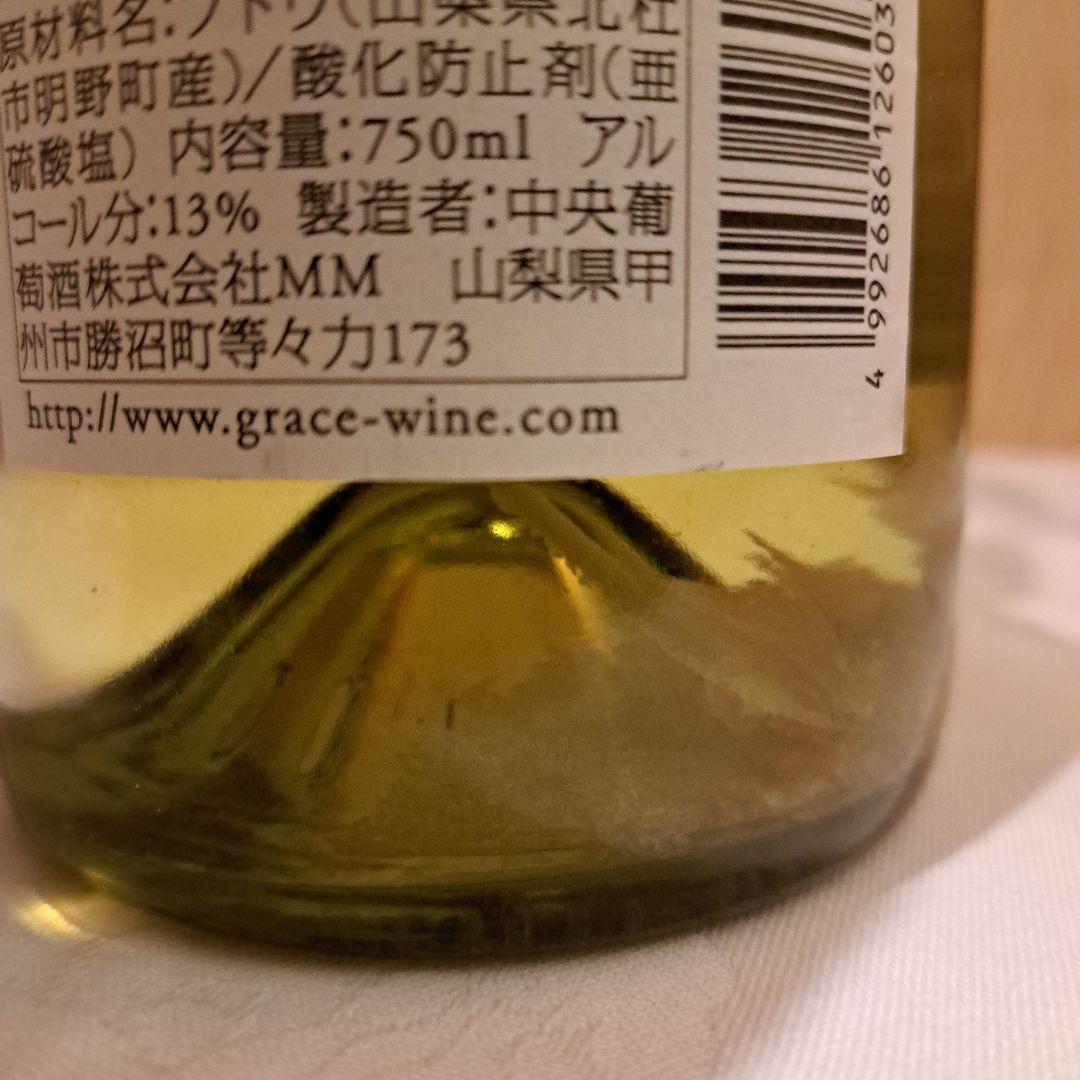 原材料名:ブドウ(山梨県北杜
市明野町産)/酸化防止剤(亜
硫酸塩) 内容量:750ml アル
コール分:13% 製造者:中央葡
萄酒株式会社MM 山梨県甲
州市勝沼町等々力173
http://www.grace-wine.com
4 992686 12603